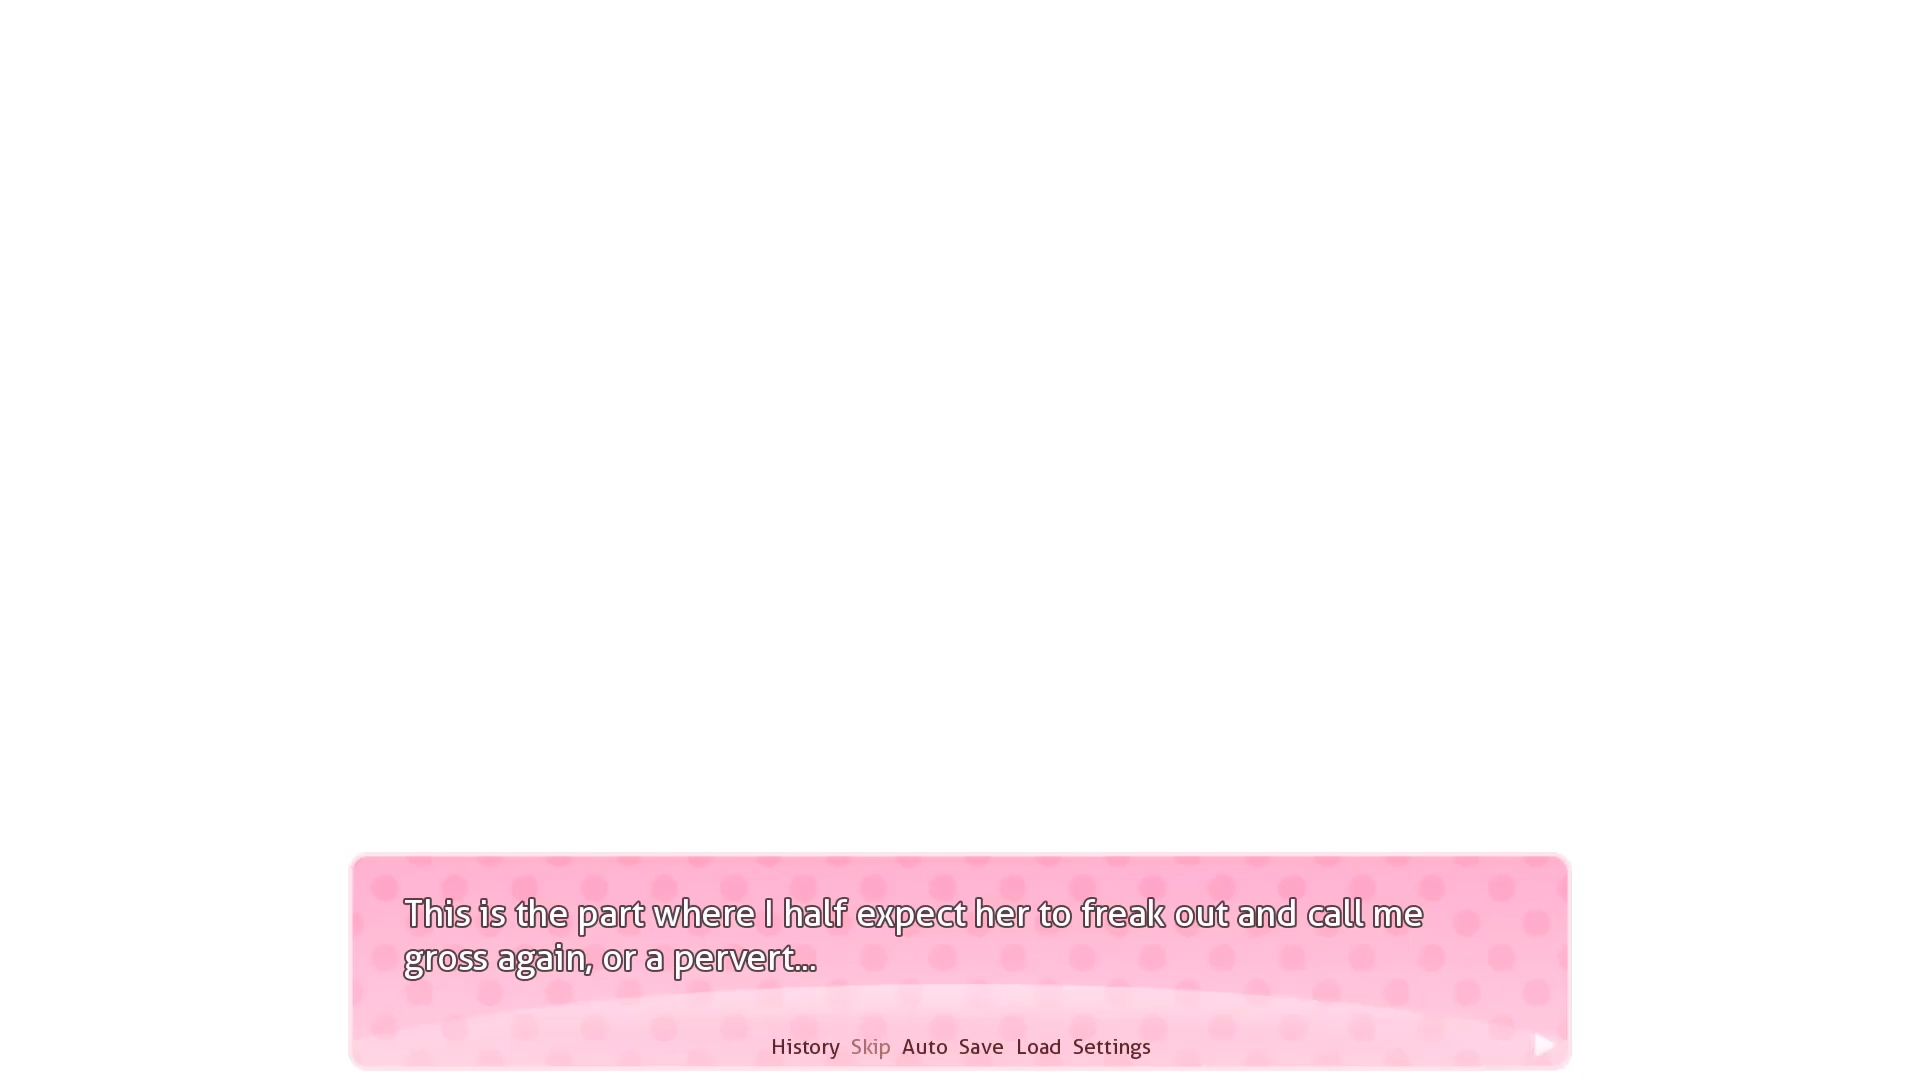 This is the part where I half expect her to freak out and call me
gross again, or a pervert...
History Skip Auto Save Load Settings